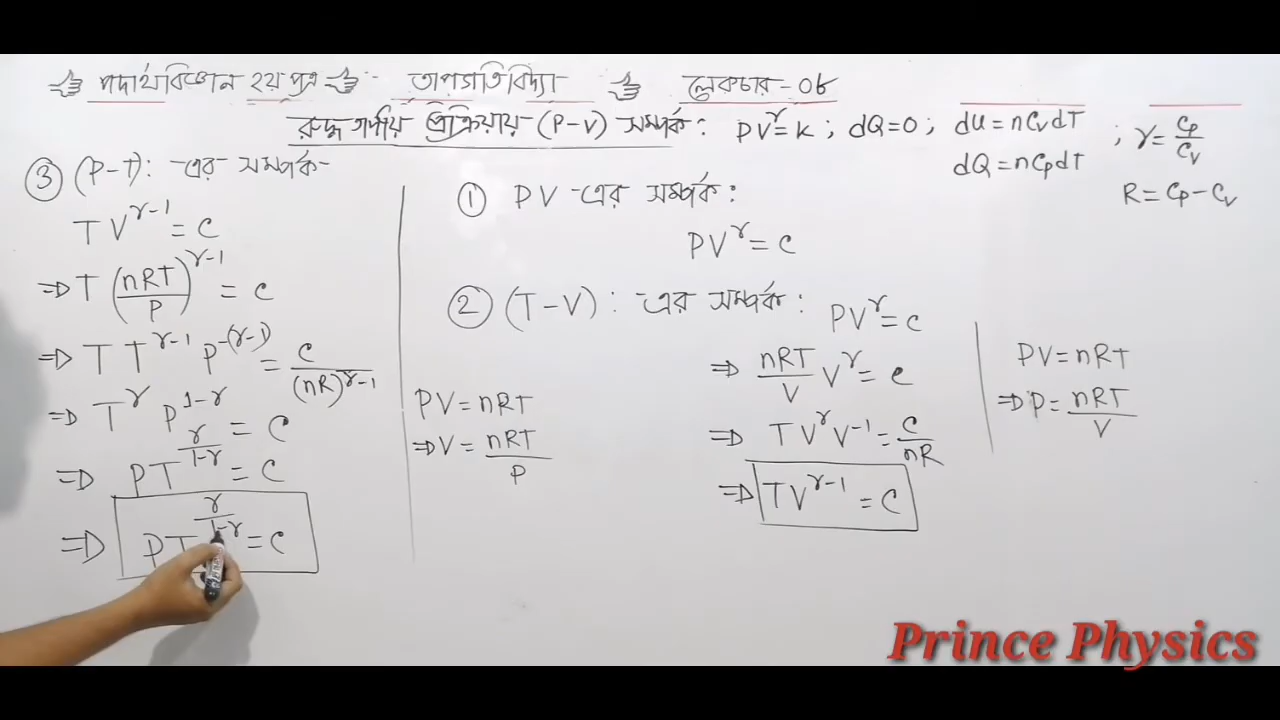 পদার্থবিজ্ঞান ২য় পত্র : তাপগতিবিদ্যা লেকচার - ০৮
রুদ্ধতাপীয় প্রক্রিয়ায় (P-V) সম্পর্ক : PV^γ = K ; dQ = 0 ; dU = nC_v dT ; γ = C_p/C_v
dQ = nC_p dT
R = C_p - C_v
③ (P-T) : এর সম্পর্ক
TV^(γ-1) = C
⇒ T (nRT/P)^(γ-1) = C
⇒ T T^(γ-1) P^-(γ-1) = C/(nR)^(γ-1)
⇒ T^γ P^(1-γ) = C
⇒ PT^(γ/(1-γ)) = C
⇒ PT^(γ/(1-γ)) = C
PV = nRT
⇒ V = nRT/P
① PV এর সম্পর্ক :
PV^γ = C
② (T-V) : এর সম্পর্ক :
PV^γ = C
⇒ nRT/V V^γ = C
⇒ TV^γ V^-1 = C/nR
⇒ TV^(γ-1) = C
PV = nRT
⇒ P = nRT/V
Prince Physics